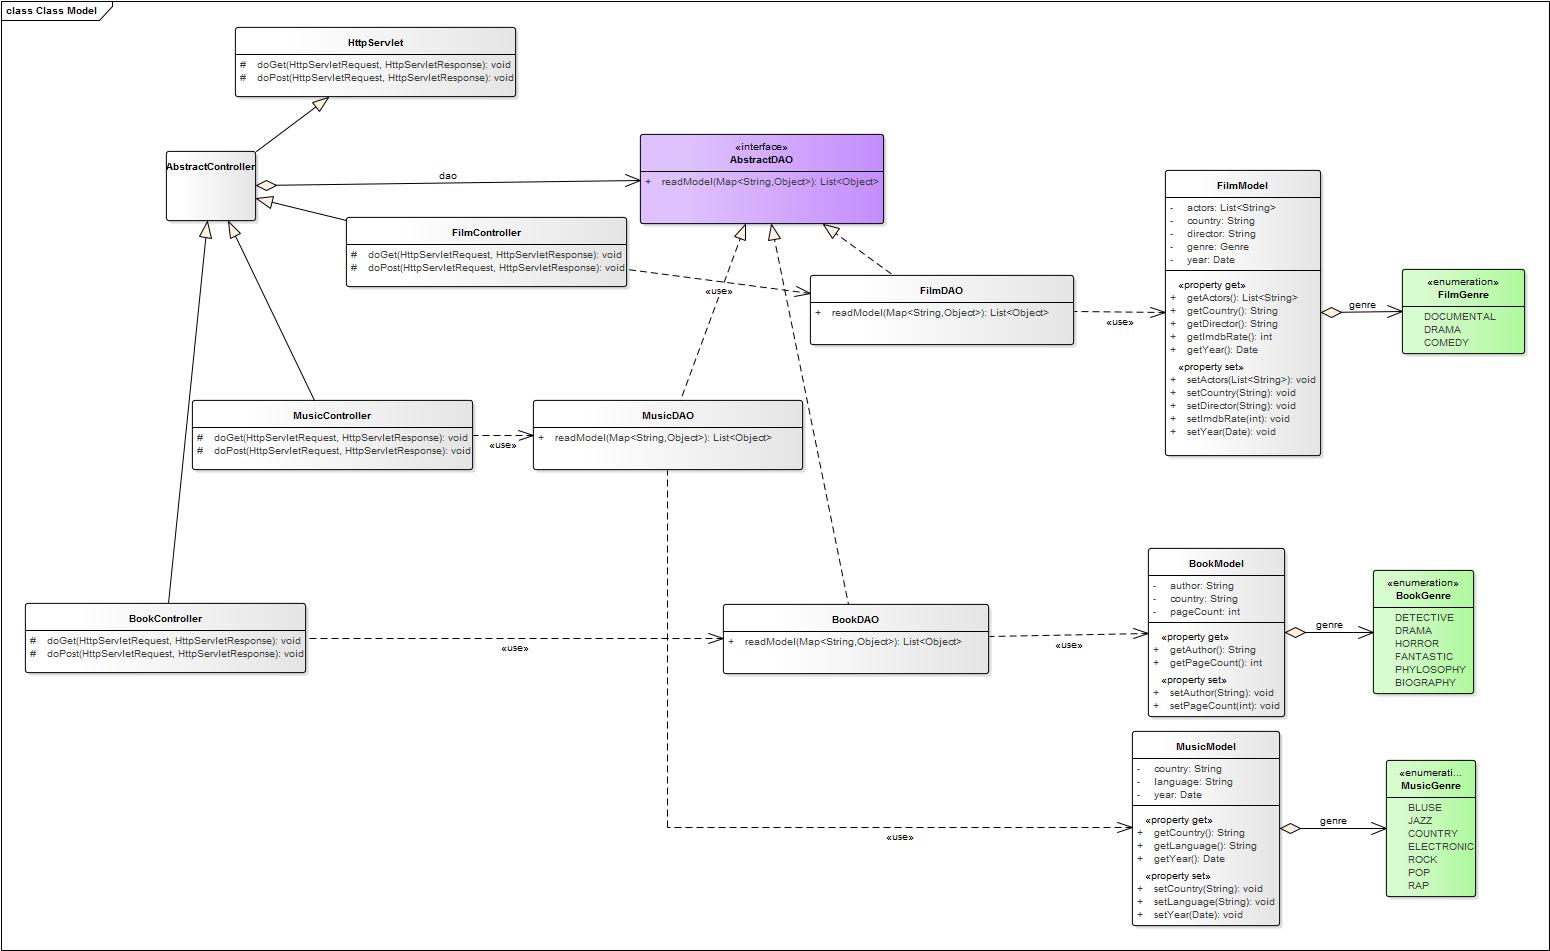 class Class Model
HttpServlet
# doGet(HttpServletRequest, HttpServletResponse): void
# doPost(HttpServletRequest, HttpServletResponse): void
AbstractController
dao
«interface»
AbstractDAO
+ readModel(Map<String,Object>): List<Object>
FilmController
# doGet(HttpServletRequest, HttpServletResponse): void
# doPost(HttpServletRequest, HttpServletResponse): void
«use»
FilmDAO
+ readModel(Map<String,Object>): List<Object>
«use»
FilmModel
- actors: List<String>
- country: String
- director: String
- genre: Genre
- year: Date
«property get»
+ getActors(): List<String>
+ getCountry(): String
+ getDirector(): String
+ getImdbRate(): int
+ getYear(): Date
«property set»
+ setActors(List<String>): void
+ setCountry(String): void
+ setDirector(String): void
+ setImdbRate(int): void
+ setYear(Date): void
genre
«enumeration»
FilmGenre
DOCUMENTAL
DRAMA
COMEDY
MusicController
# doGet(HttpServletRequest, HttpServletResponse): void
# doPost(HttpServletRequest, HttpServletResponse): void
«use»
MusicDAO
+ readModel(Map<String,Object>): List<Object>
BookController
# doGet(HttpServletRequest, HttpServletResponse): void
# doPost(HttpServletRequest, HttpServletResponse): void
«use»
BookDAO
+ readModel(Map<String,Object>): List<Object>
«use»
BookModel
- author: String
- country: String
- pageCount: int
«property get»
+ getAuthor(): String
+ getPageCount(): int
«property set»
+ setAuthor(String): void
+ setPageCount(int): void
genre
«enumeration»
BookGenre
DETECTIVE
DRAMA
HORROR
FANTASTIC
PHYLOSOPHY
BIOGRAPHY
«use»
MusicModel
- country: String
- language: String
- year: Date
«property get»
+ getCountry(): String
+ getLanguage(): String
+ getYear(): Date
«property set»
+ setCountry(String): void
+ setLanguage(String): void
+ setYear(Date): void
genre
«enumerati...
MusicGenre
BLUSE
JAZZ
COUNTRY
ELECTRONIC
ROCK
POP
RAP